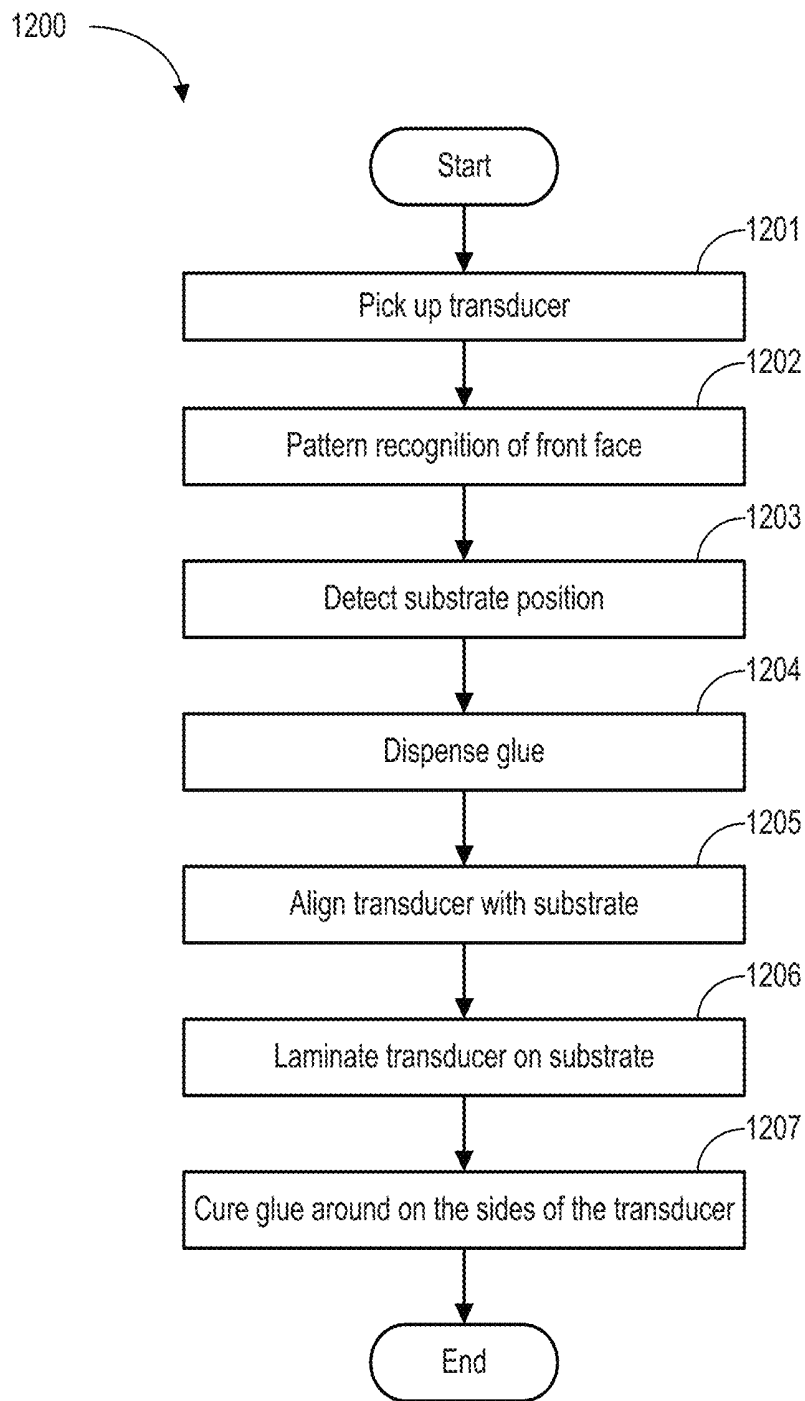 1200
Start
1201
Pick up transducer
1202
Pattern recognition of front face
1203
Detect substrate position
1204
Dispense glue
1205
Align transducer with substrate
1206
Laminate transducer on substrate
1207
Cure glue around on the sides of the transducer
End